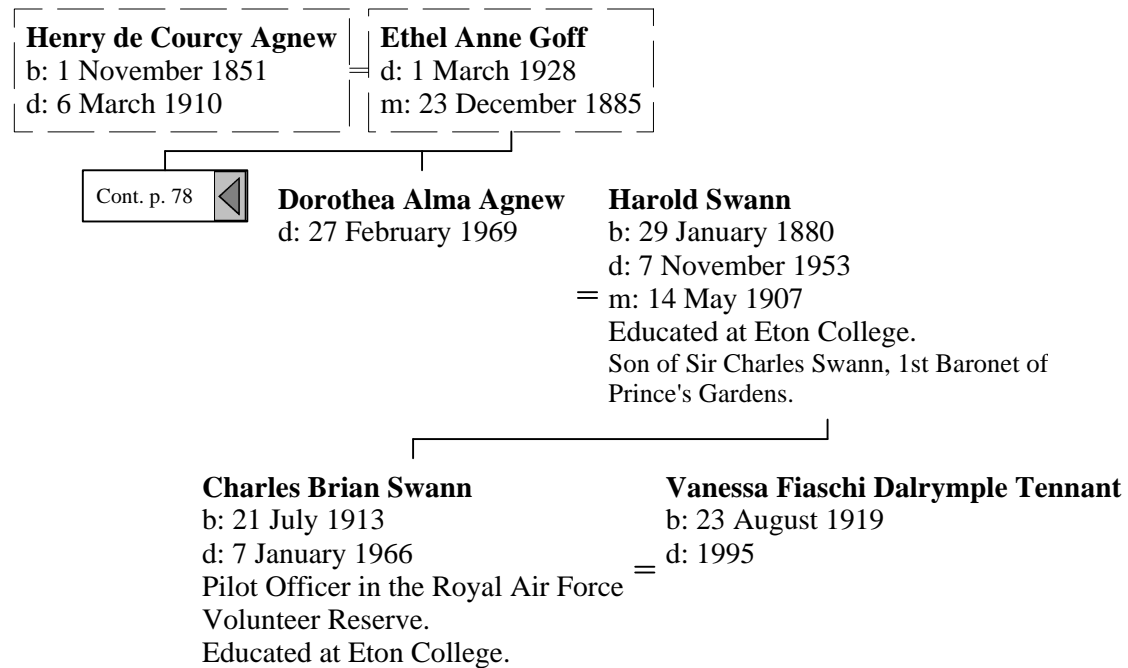 Henry de Courcy Agnew
b: 1 November 1851
d: 6 March 1910
=
Ethel Anne Goff
d: 1 March 1928
m: 23 December 1885
Cont. p. 78
Dorothea Alma Agnew
d: 27 February 1969
=
Harold Swann
b: 29 January 1880
d: 7 November 1953
m: 14 May 1907
Educated at Eton College.
Son of Sir Charles Swann, 1st Baronet of
Prince's Gardens.
Charles Brian Swann
b: 21 July 1913
d: 7 January 1966
Pilot Officer in the Royal Air Force
Volunteer Reserve.
Educated at Eton College.
=
Vanessa Fiaschi Dalrymple Tennant
b: 23 August 1919
d: 1995